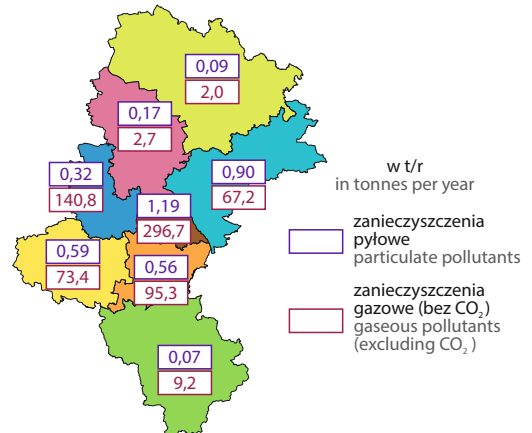 0,09
2,0
0,17
2,7
0,32
140,8
0,90
67,2
1,19
296,7
0,59
73,4
0,56
95,3
0,07
9,2
w t/r
in tonnes per year
zanieczyszczenia
pyłowe
particulate pollutants
zanieczyszczenia
gazowe (bez CO₂)
gaseous pollutants
(excluding CO₂ )